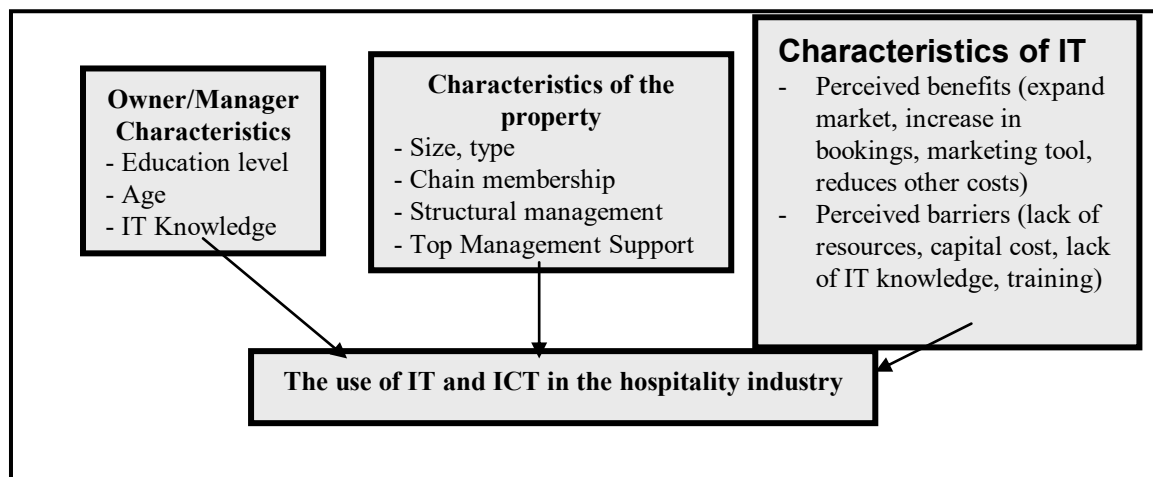 Owner/Manager
Characteristics
- Education level
- Age
- IT Knowledge
Characteristics of the
property
- Size, type
- Chain membership
- Structural management
- Top Management Support
Characteristics of IT
- Perceived benefits (expand
market, increase in
bookings, marketing tool,
reduces other costs)
- Perceived barriers (lack of
resources, capital cost, lack
of IT knowledge, training)
The use of IT and ICT in the hospitality industry